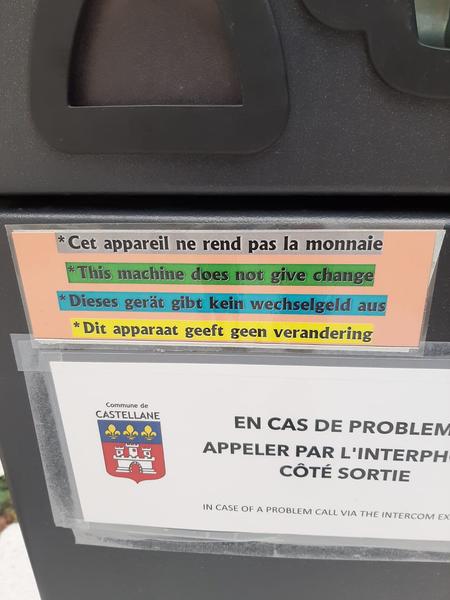 *Cet appareil ne rend pas la monnaie
*This machine does not give change
*Dieses gerät gibt kein wechselgeld aus
*Dit apparaat geeft geen verandering
Commune de
CASTELLANE
EN CAS DE PROBLEM
APPELER PAR L'INTERPHO
CÔTÉ SORTIE
IN CASE OF A PROBLEM CALL VIA THE INTERCOM EX